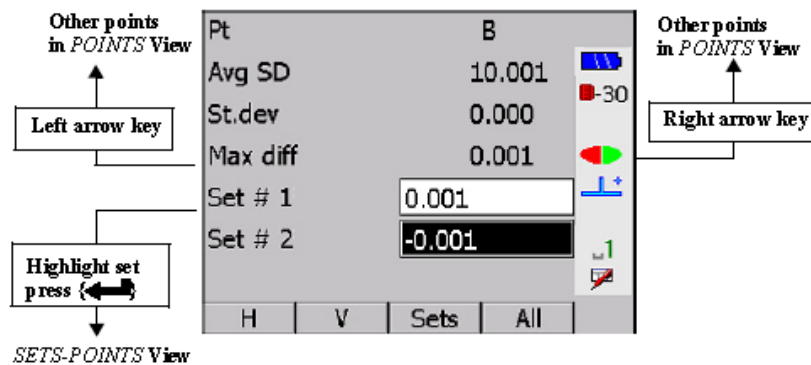 Other points
in POINTS View
Left arrow key
Highlight set
press {
}
SETS-POINTS View
Pt B
Avg SD 10.001
St.dev 0.000
Max diff 0.001
Set # 1 0.001
Set # 2 -0.001
H V Sets All
-30
1
Other points
in POINTS View
Right arrow key